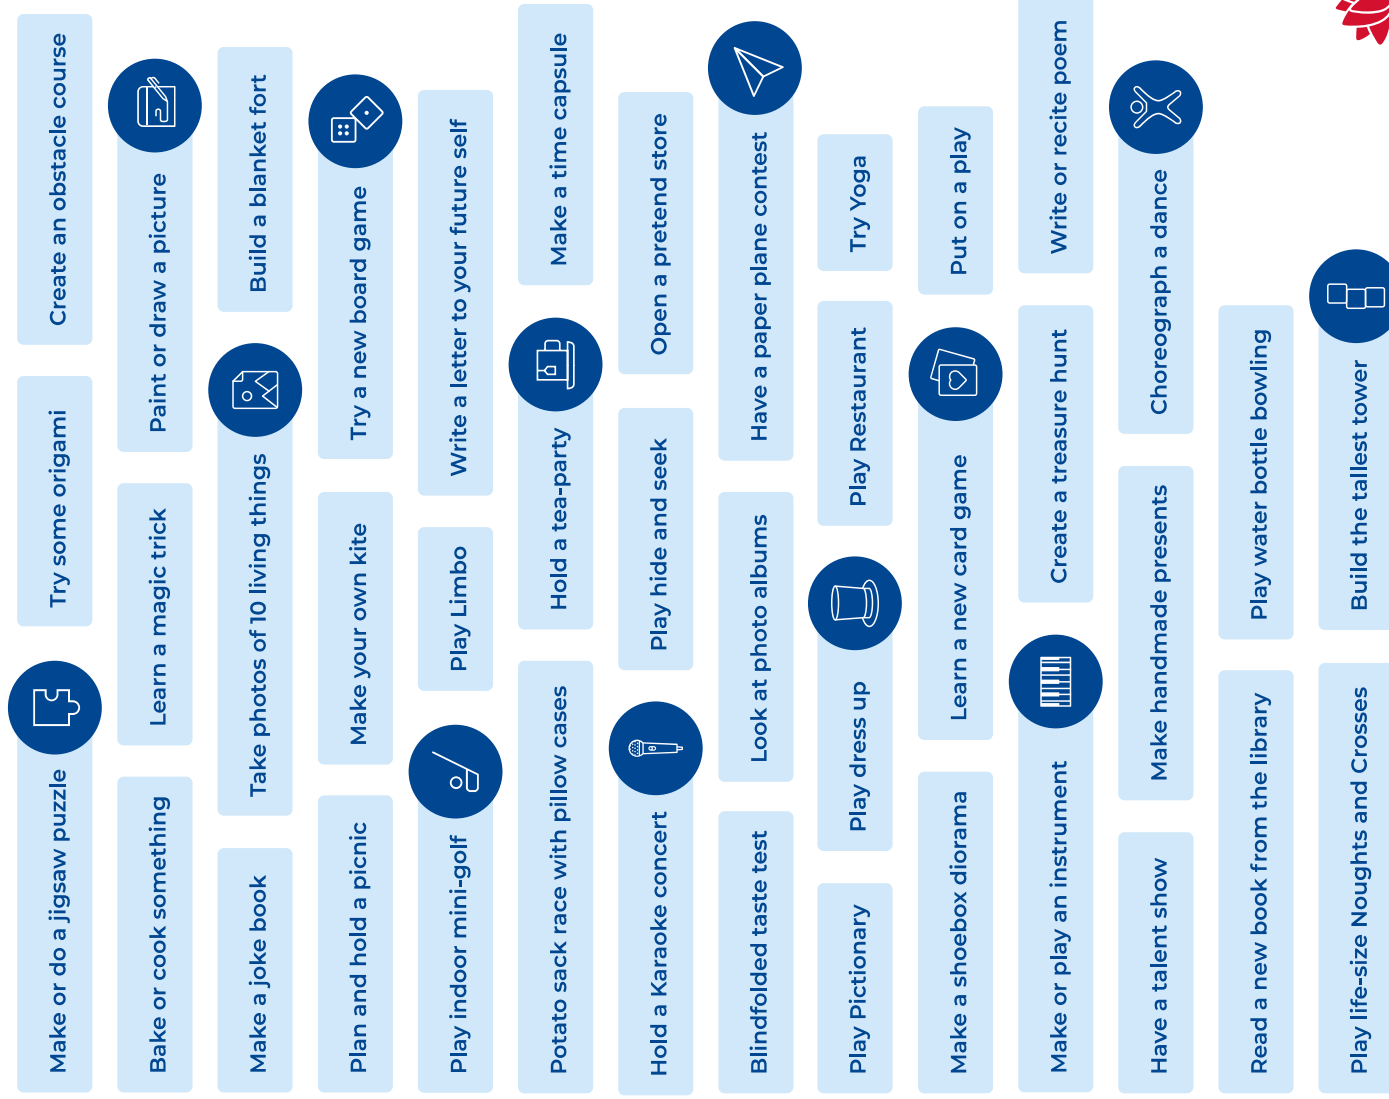 Make or do a jigsaw puzzle
Try some origami
Create an obstacle course
Bake or cook something
Learn a magic trick
Paint or draw a picture
Make a joke book
Take photos of 10 living things
Build a blanket fort
Plan and hold a picnic
Make your own kite
Try a new board game
Play indoor mini-golf
Play Limbo
Write a letter to your future self
Potato sack race with pillow cases
Hold a tea-party
Make a time capsule
Hold a Karaoke concert
Play hide and seek
Open a pretend store
Blindfolded taste test
Look at photo albums
Have a paper plane contest
Play Pictionary
Play dress up
Play Restaurant
Try Yoga
Make a shoebox diorama
Learn a new card game
Put on a play
Make or play an instrument
Create a treasure hunt
Write or recite poem
Have a talent show
Make handmade presents
Choreograph a dance
Read a new book from the library
Play water bottle bowling
Play life-size Noughts and Crosses
Build the tallest tower